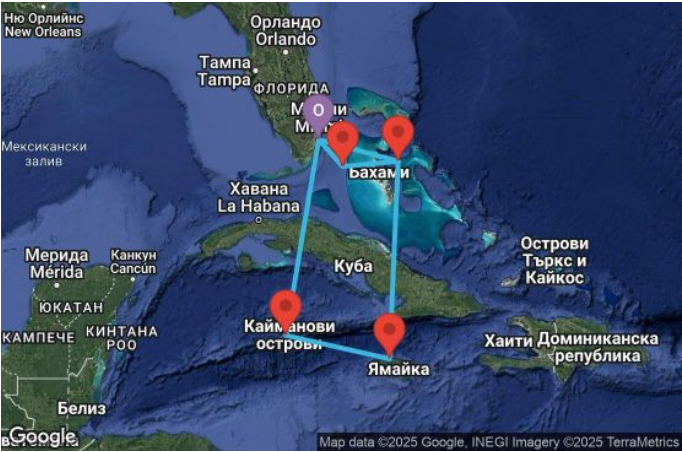 Ню Орлийнс
New Orleans
Орландо
Orlando
Тампа
Tampa
ФЛОРИДА
O
Мексикански
залив
Бахами
Хавана
La Habana
Мерида
Mérida
Канкун
Cancún
Куба
Острови
Търкс и
Кайкос
ЮКАТАН
КАМПЕЧЕ
КИНТАНА
РОО
Кайманови
острови
Ямайка
Хаити
Доминиканска
република
Белиз
Google
Map data ©2025 Google, INEGI Imagery ©2025 TerraMetrics